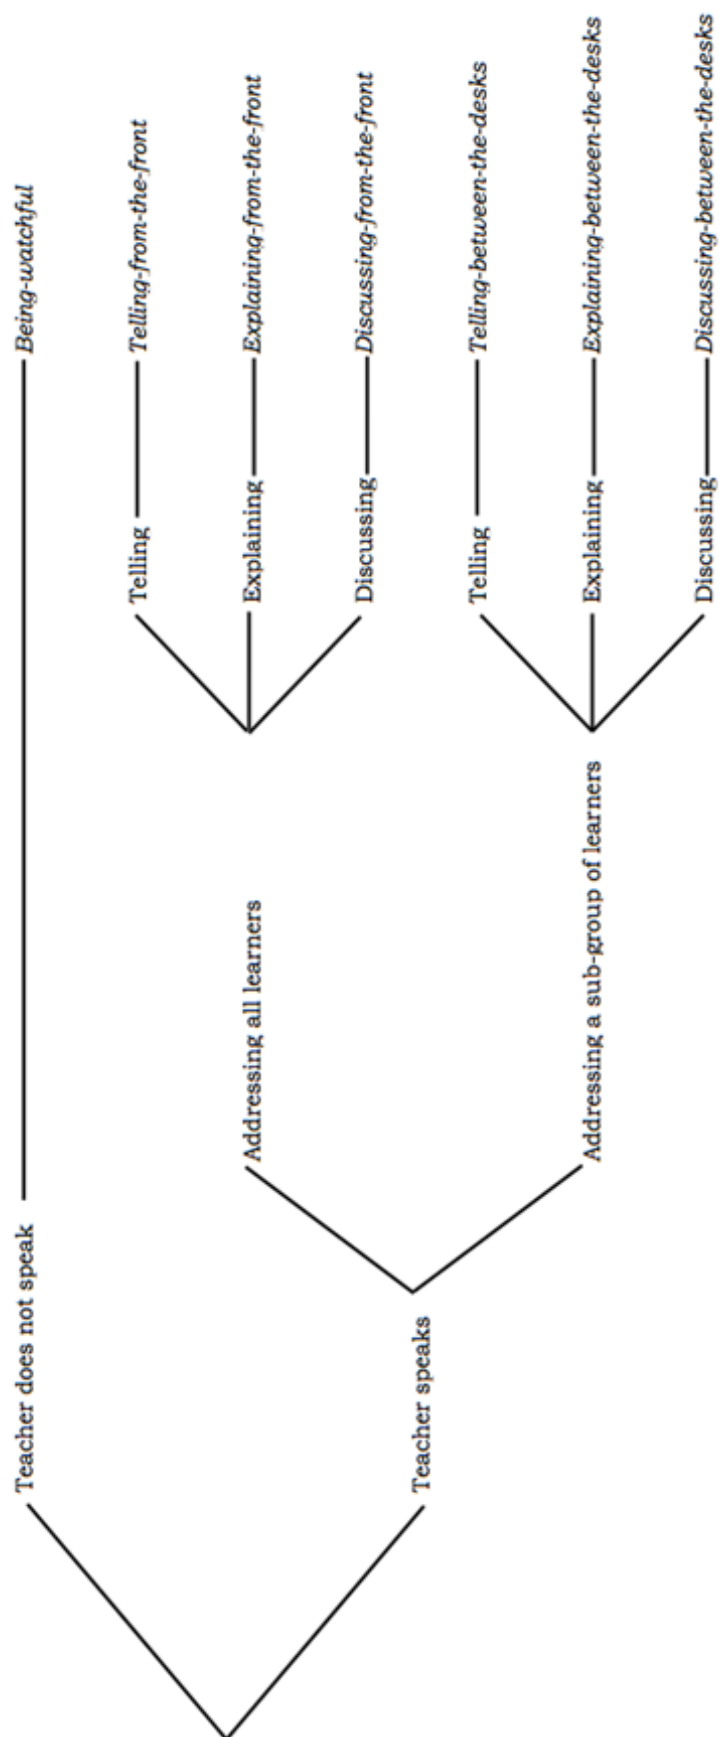 Teacher does not speak
Being-watchful
Teacher speaks
Addressing all learners
Telling
Telling-from-the-front
Explaining
Explaining-from-the-front
Discussing
Discussing-from-the-front
Addressing a sub-group of learners
Telling
Telling-between-the-desks
Explaining
Explaining-between-the-desks
Discussing
Discussing-between-the-desks